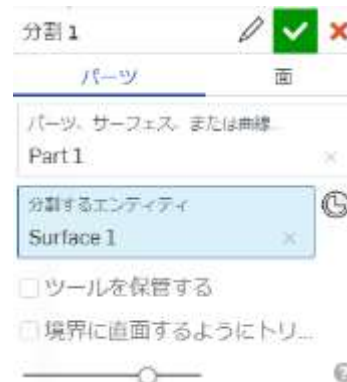 分割 1
パーツ 面
パーツ、サーフェス、または曲線...
Part 1
分割するエンティティ
Surface 1
ツールを保管する
境界に直面するようにトリ...